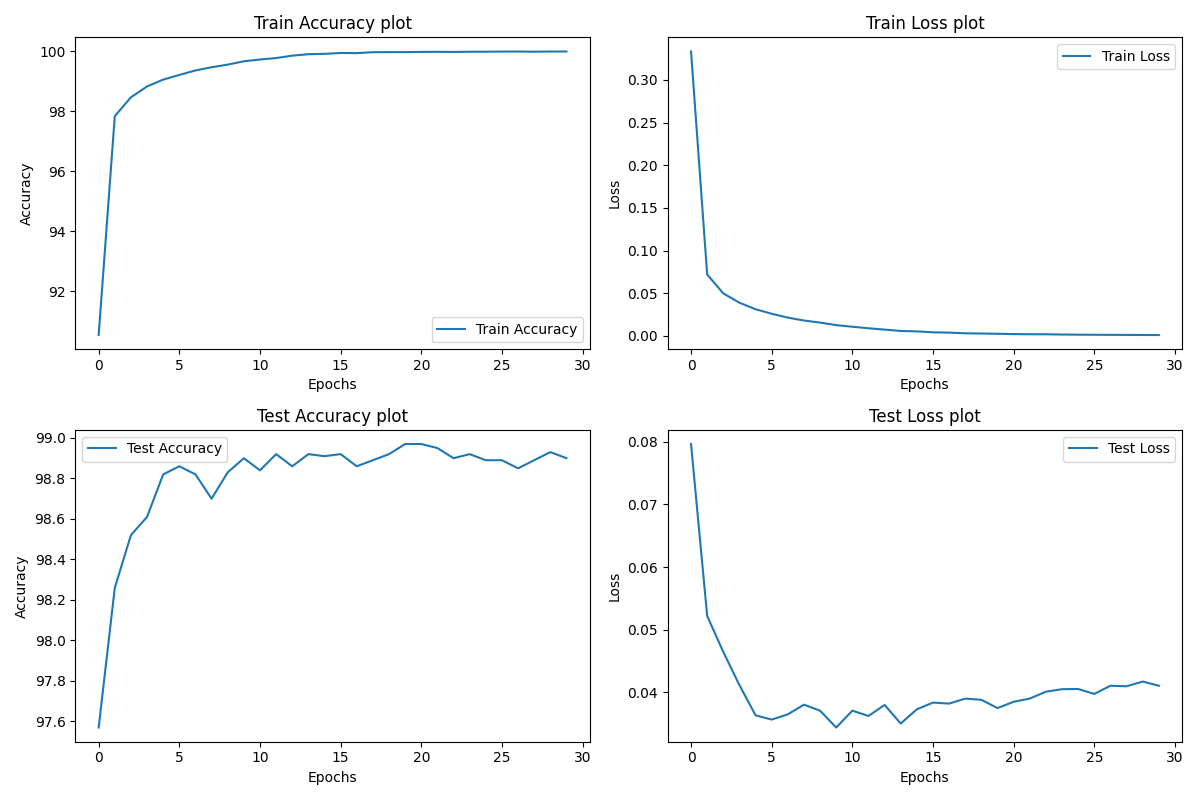 Train Accuracy plot
Accuracy
100
98
96
94
92
Train Accuracy
0 5 10 15 20 25 30
Epochs
Train Loss plot
Loss
0.30
0.25
0.20
0.15
0.10
0.05
0.00
Train Loss
0 5 10 15 20 25 30
Epochs
Test Accuracy plot
Accuracy
99.0
98.8
98.6
98.4
98.2
98.0
97.8
97.6
Test Accuracy
0 5 10 15 20 25 30
Epochs
Test Loss plot
Loss
0.08
0.07
0.06
0.05
0.04
Test Loss
0 5 10 15 20 25 30
Epochs